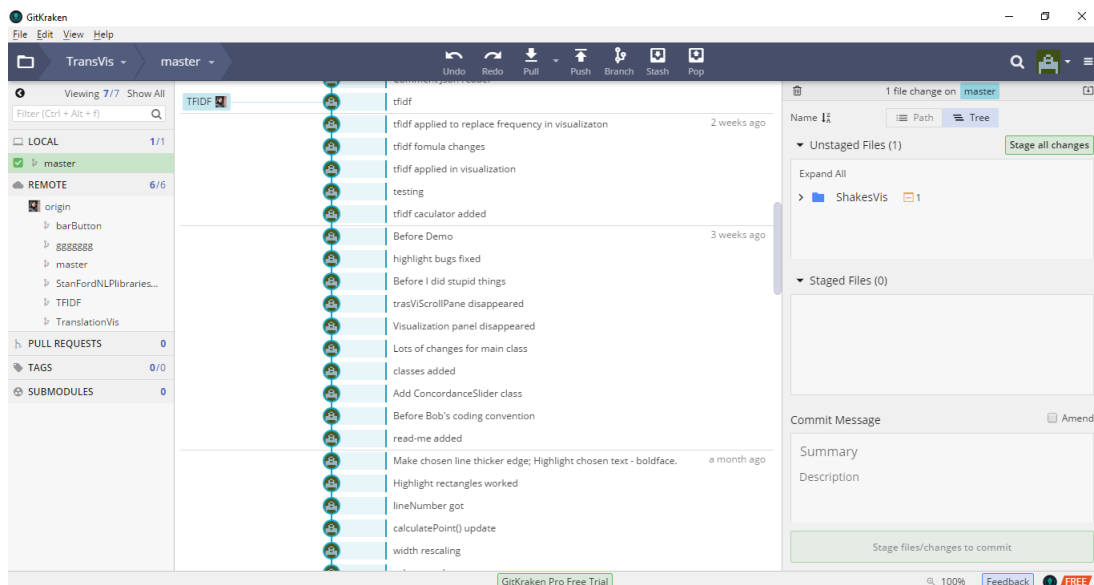 GitKraken
File Edit View Help
TransVis master
Undo Redo Pull Push Branch Stash Pop
Viewing 7/7 Show All
Filter (Ctrl + Alt + f)
LOCAL 1/1
master
REMOTE 6/6
origin
barButton
ggggggg
master
StanFordNLPlibraries...
TFIDF
TranslationVis
PULL REQUESTS 0
TAGS 0/0
SUBMODULES 0
TFIDF
tfidf
tfidf applied to replace frequency in visualizaton 2 weeks ago
tfidf fomula changes
tfidf applied in visualization
testing
tfidf caculator added
Before Demo 3 weeks ago
highlight bugs fixed
Before I did stupid things
trasViScrollPane disappeared
Visualization panel disappeared
Lots of changes for main class
classes added
Add ConcordanceSlider class
Before Bob's coding convention
read-me added
Make chosen line thicker edge; Highlight chosen text - boldface. a month ago
Highlight rectangles worked
lineNumber got
calculatePoint() update
width rescaling
1 file change on master
Name Path Tree
Unstaged Files (1) Stage all changes
Expand All
ShakesVis 1
Staged Files (0)
Commit Message Amend
Summary
Description
Stage files/changes to commit
GitKraken Pro Free Trial 100% Feedback FREE